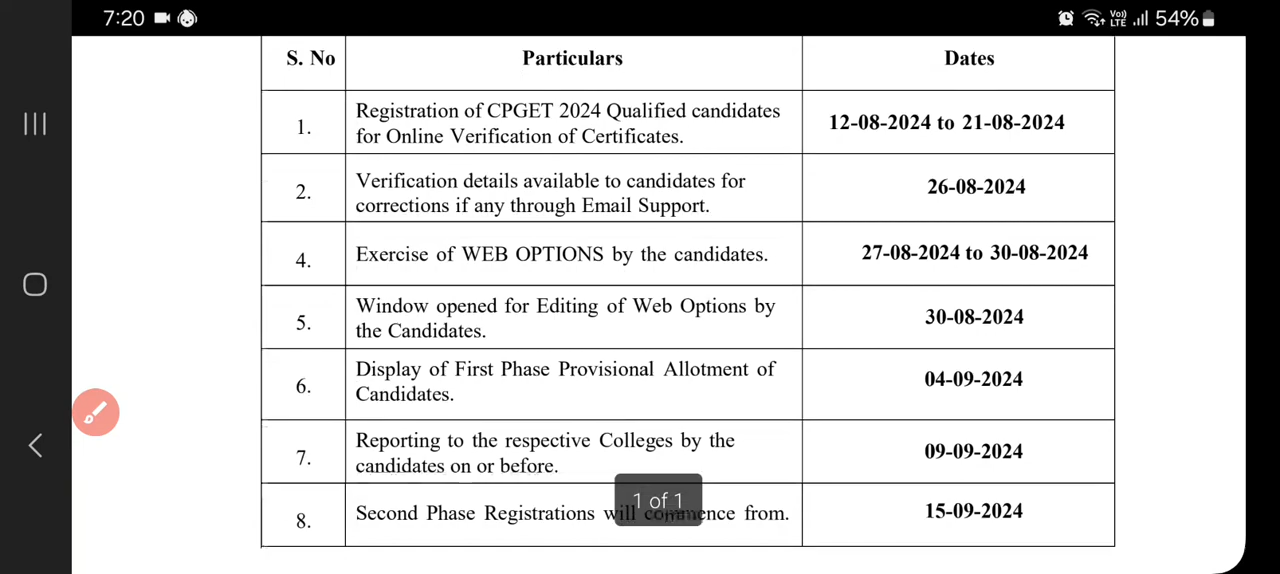 7:20
Vo))
LTE
54%
S. No Particulars Dates
1. Registration of CPGET 2024 Qualified candidates
for Online Verification of Certificates. 12-08-2024 to 21-08-2024
2. Verification details available to candidates for
corrections if any through Email Support. 26-08-2024
4. Exercise of WEB OPTIONS by the candidates. 27-08-2024 to 30-08-2024
5. Window opened for Editing of Web Options by
the Candidates. 30-08-2024
6. Display of First Phase Provisional Allotment of
Candidates. 04-09-2024
7. Reporting to the respective Colleges by the
candidates on or before. 09-09-2024
1 of 1
8. Second Phase Registrations will commence from. 15-09-2024